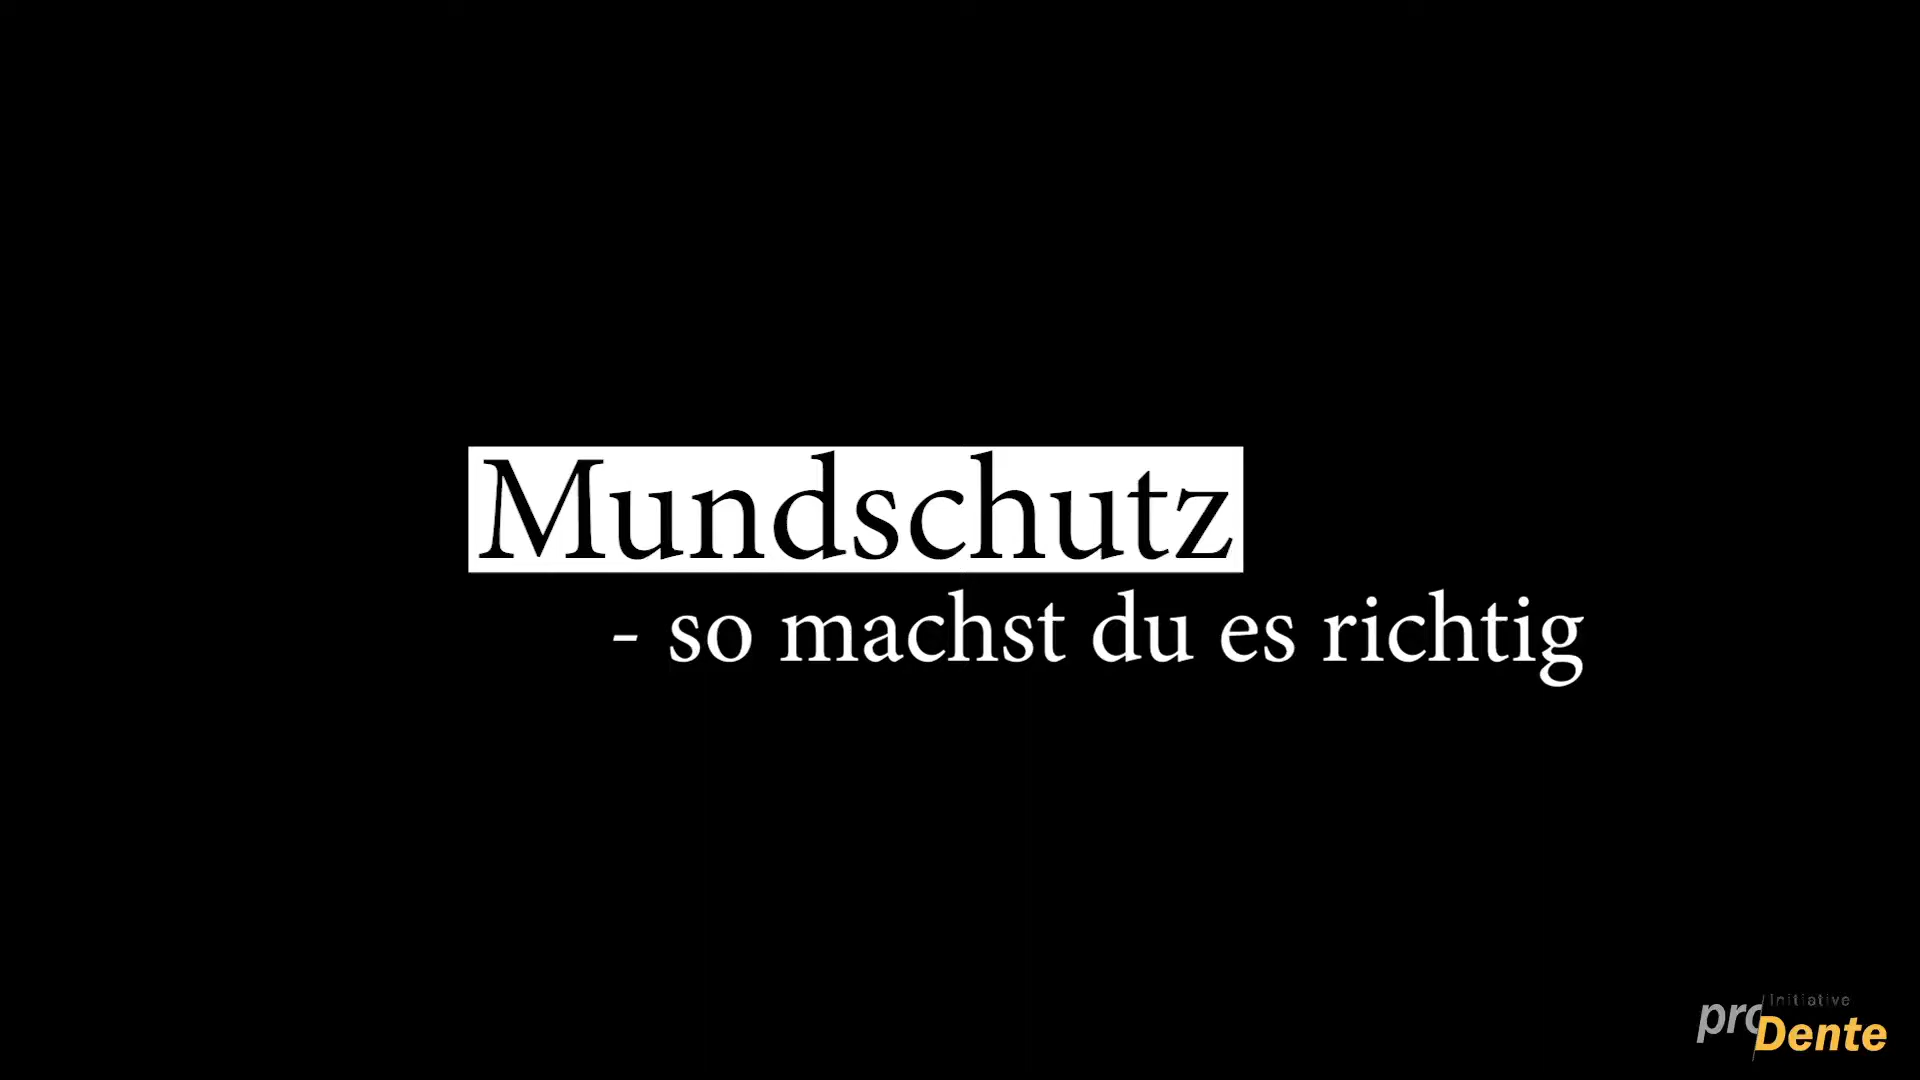 Mundschutz
- so machst du es richtig
Initiative
proDente